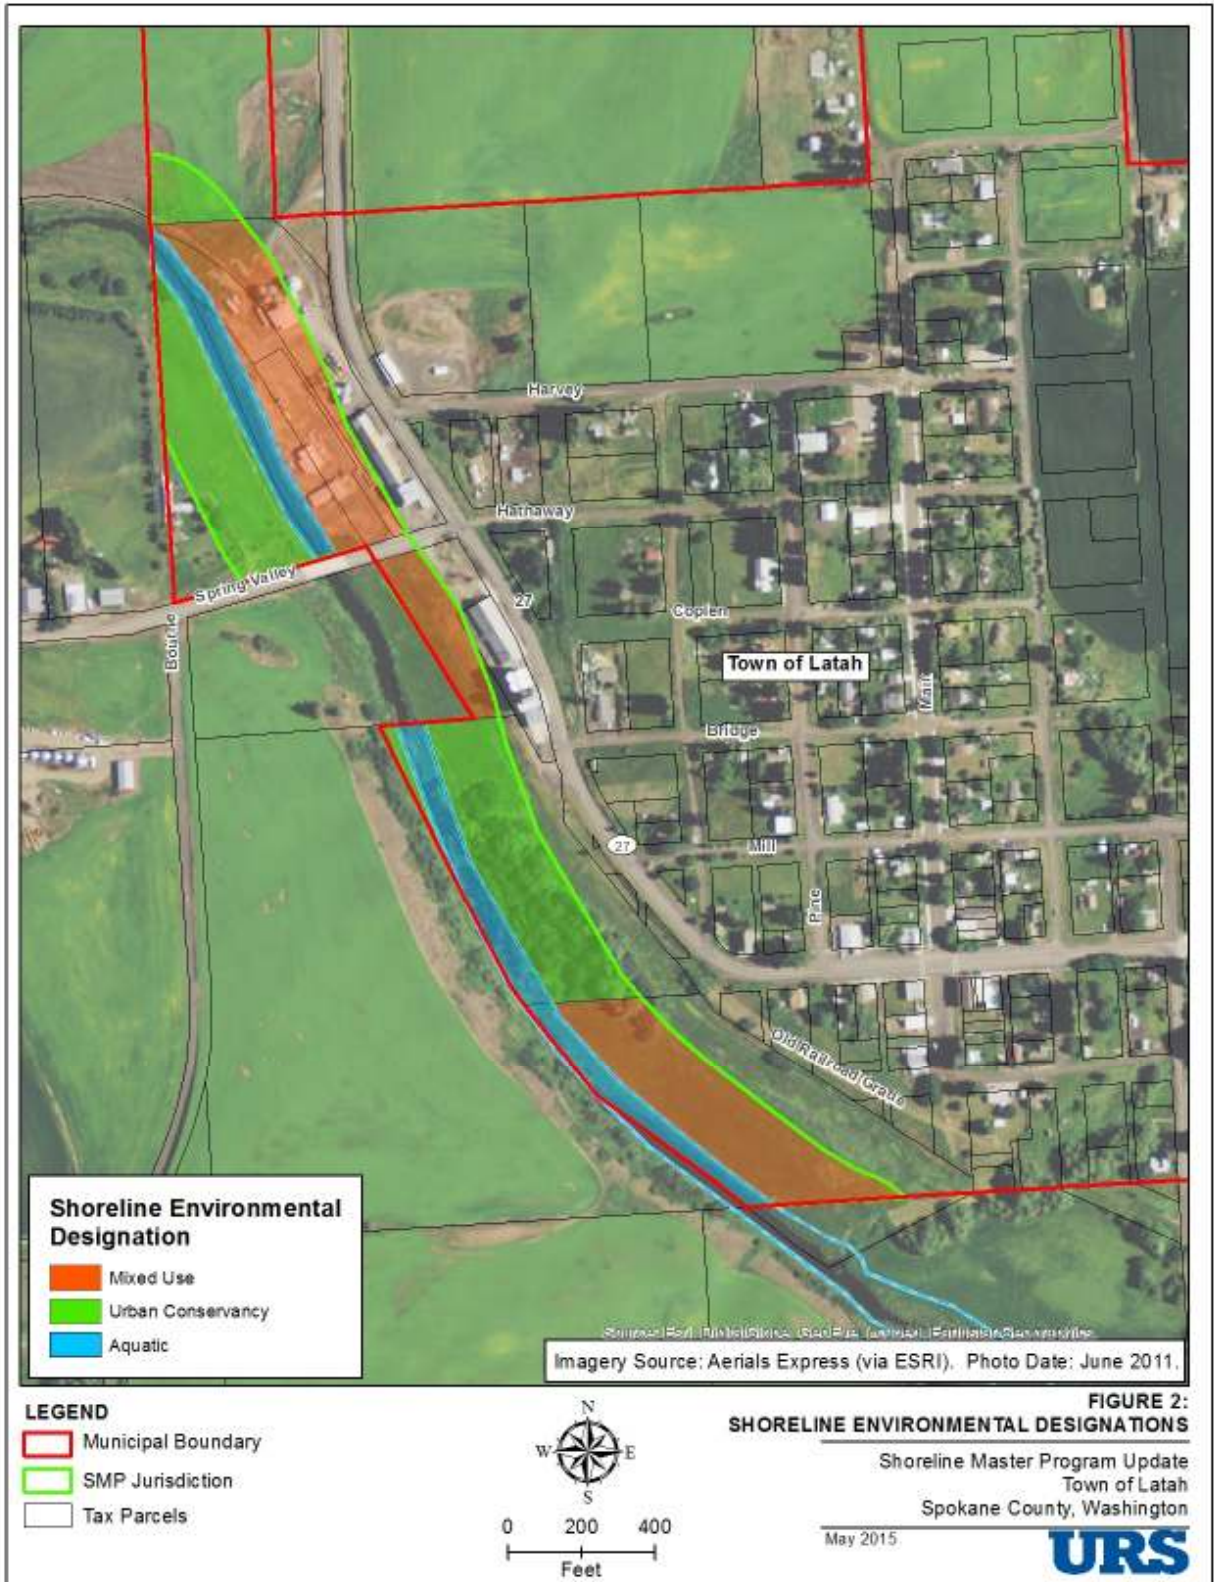 Harvey
Hathaway
Spring Valley
27
Coplen
Bourne
Town of Latah
Main
Bridge
27
Mill
Pine
Old Railroad Grade
Shoreline Environmental
Designation
Mixed Use
Urban Conservancy
Aquatic
Imagery Source: Aerials Express (via ESRI). Photo Date: June 2011.
LEGEND
Municipal Boundary
SMP Jurisdiction
Tax Parcels
N
W
E
S
0 200 400
Feet
FIGURE 2:
SHORELINE ENVIRONMENTAL DESIGNATIONS
Shoreline Master Program Update
Town of Latah
Spokane County, Washington
May 2015
URS